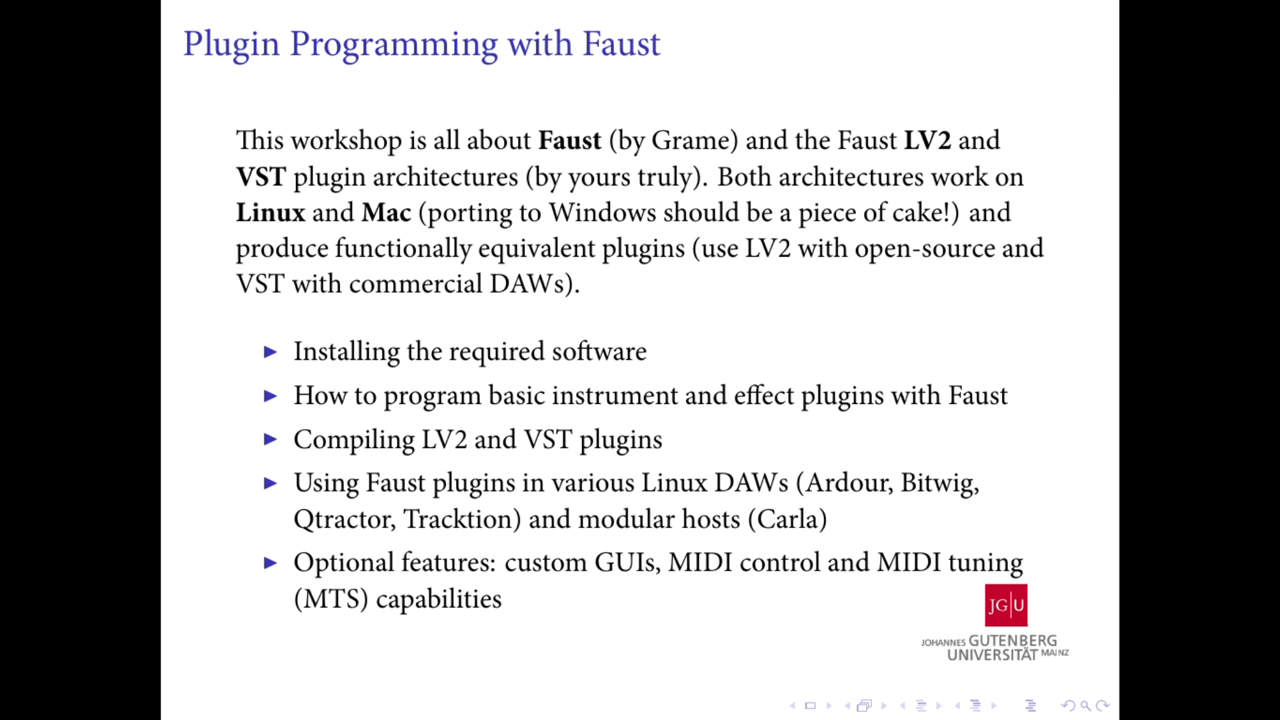 Plugin Programming with Faust
This workshop is all about Faust (by Grame) and the Faust LV2 and
VST plugin architectures (by yours truly). Both architectures work on
Linux and Mac (porting to Windows should be a piece of cake!) and
produce functionally equivalent plugins (use LV2 with open-source and
VST with commercial DAWs).
Installing the required software
How to program basic instrument and effect plugins with Faust
Compiling LV2 and VST plugins
Using Faust plugins in various Linux DAWs (Ardour, Bitwig,
Qtractor, Tracktion) and modular hosts (Carla)
Optional features: custom GUIs, MIDI control and MIDI tuning
(MTS) capabilities
JG|U
JOHANNES GUTENBERG
UNIVERSITÄT MAINZ